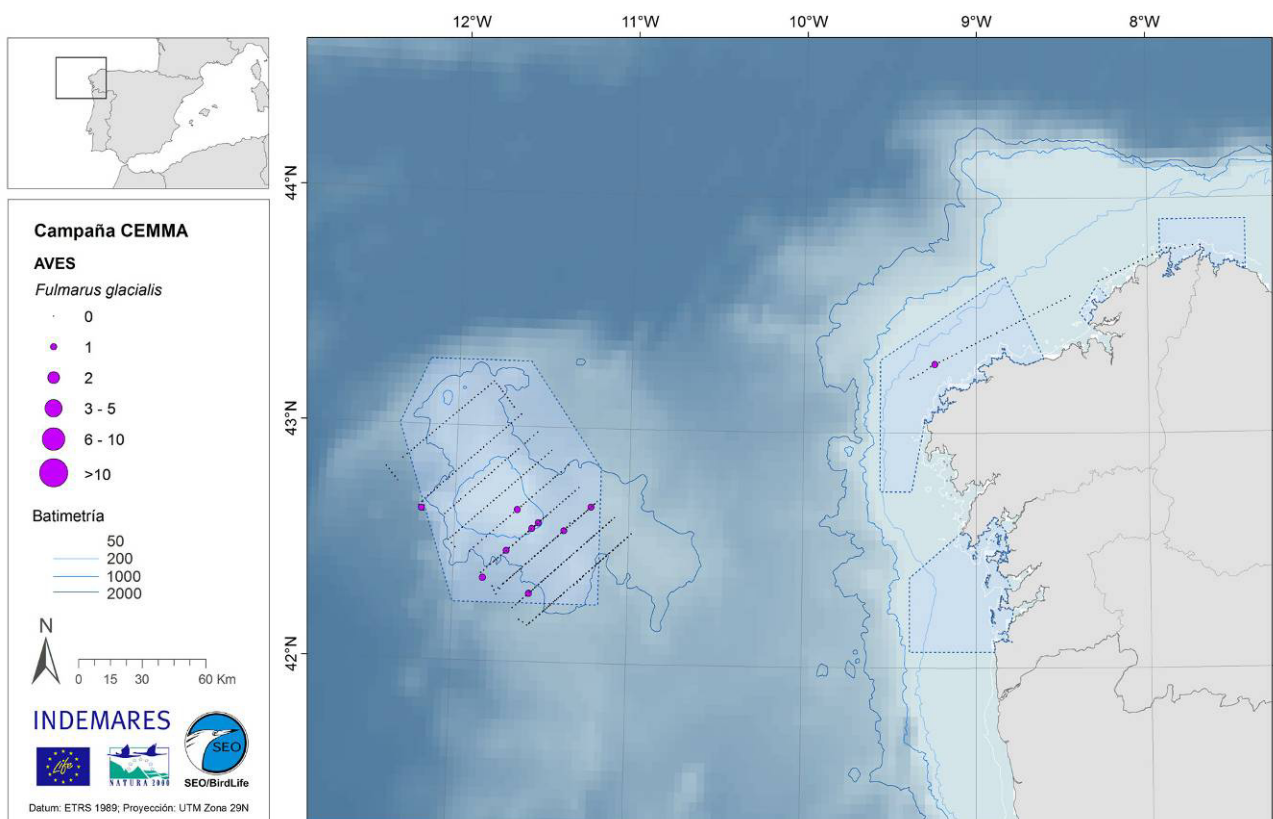 12°W 11°W 10°W 9°W 8°W
44°N
43°N
42°N
Campaña CEMMA
AVES
Fulmarus glacialis
0
1
2
3 - 5
6 - 10
>10
Batimetría
50
200
1000
2000
N
0 15 30 60 Km
INDEMARES
Life
NATURA 2000
SEO
SEO/BirdLife
Datum: ETRS 1989; Proyección: UTM Zona 29N